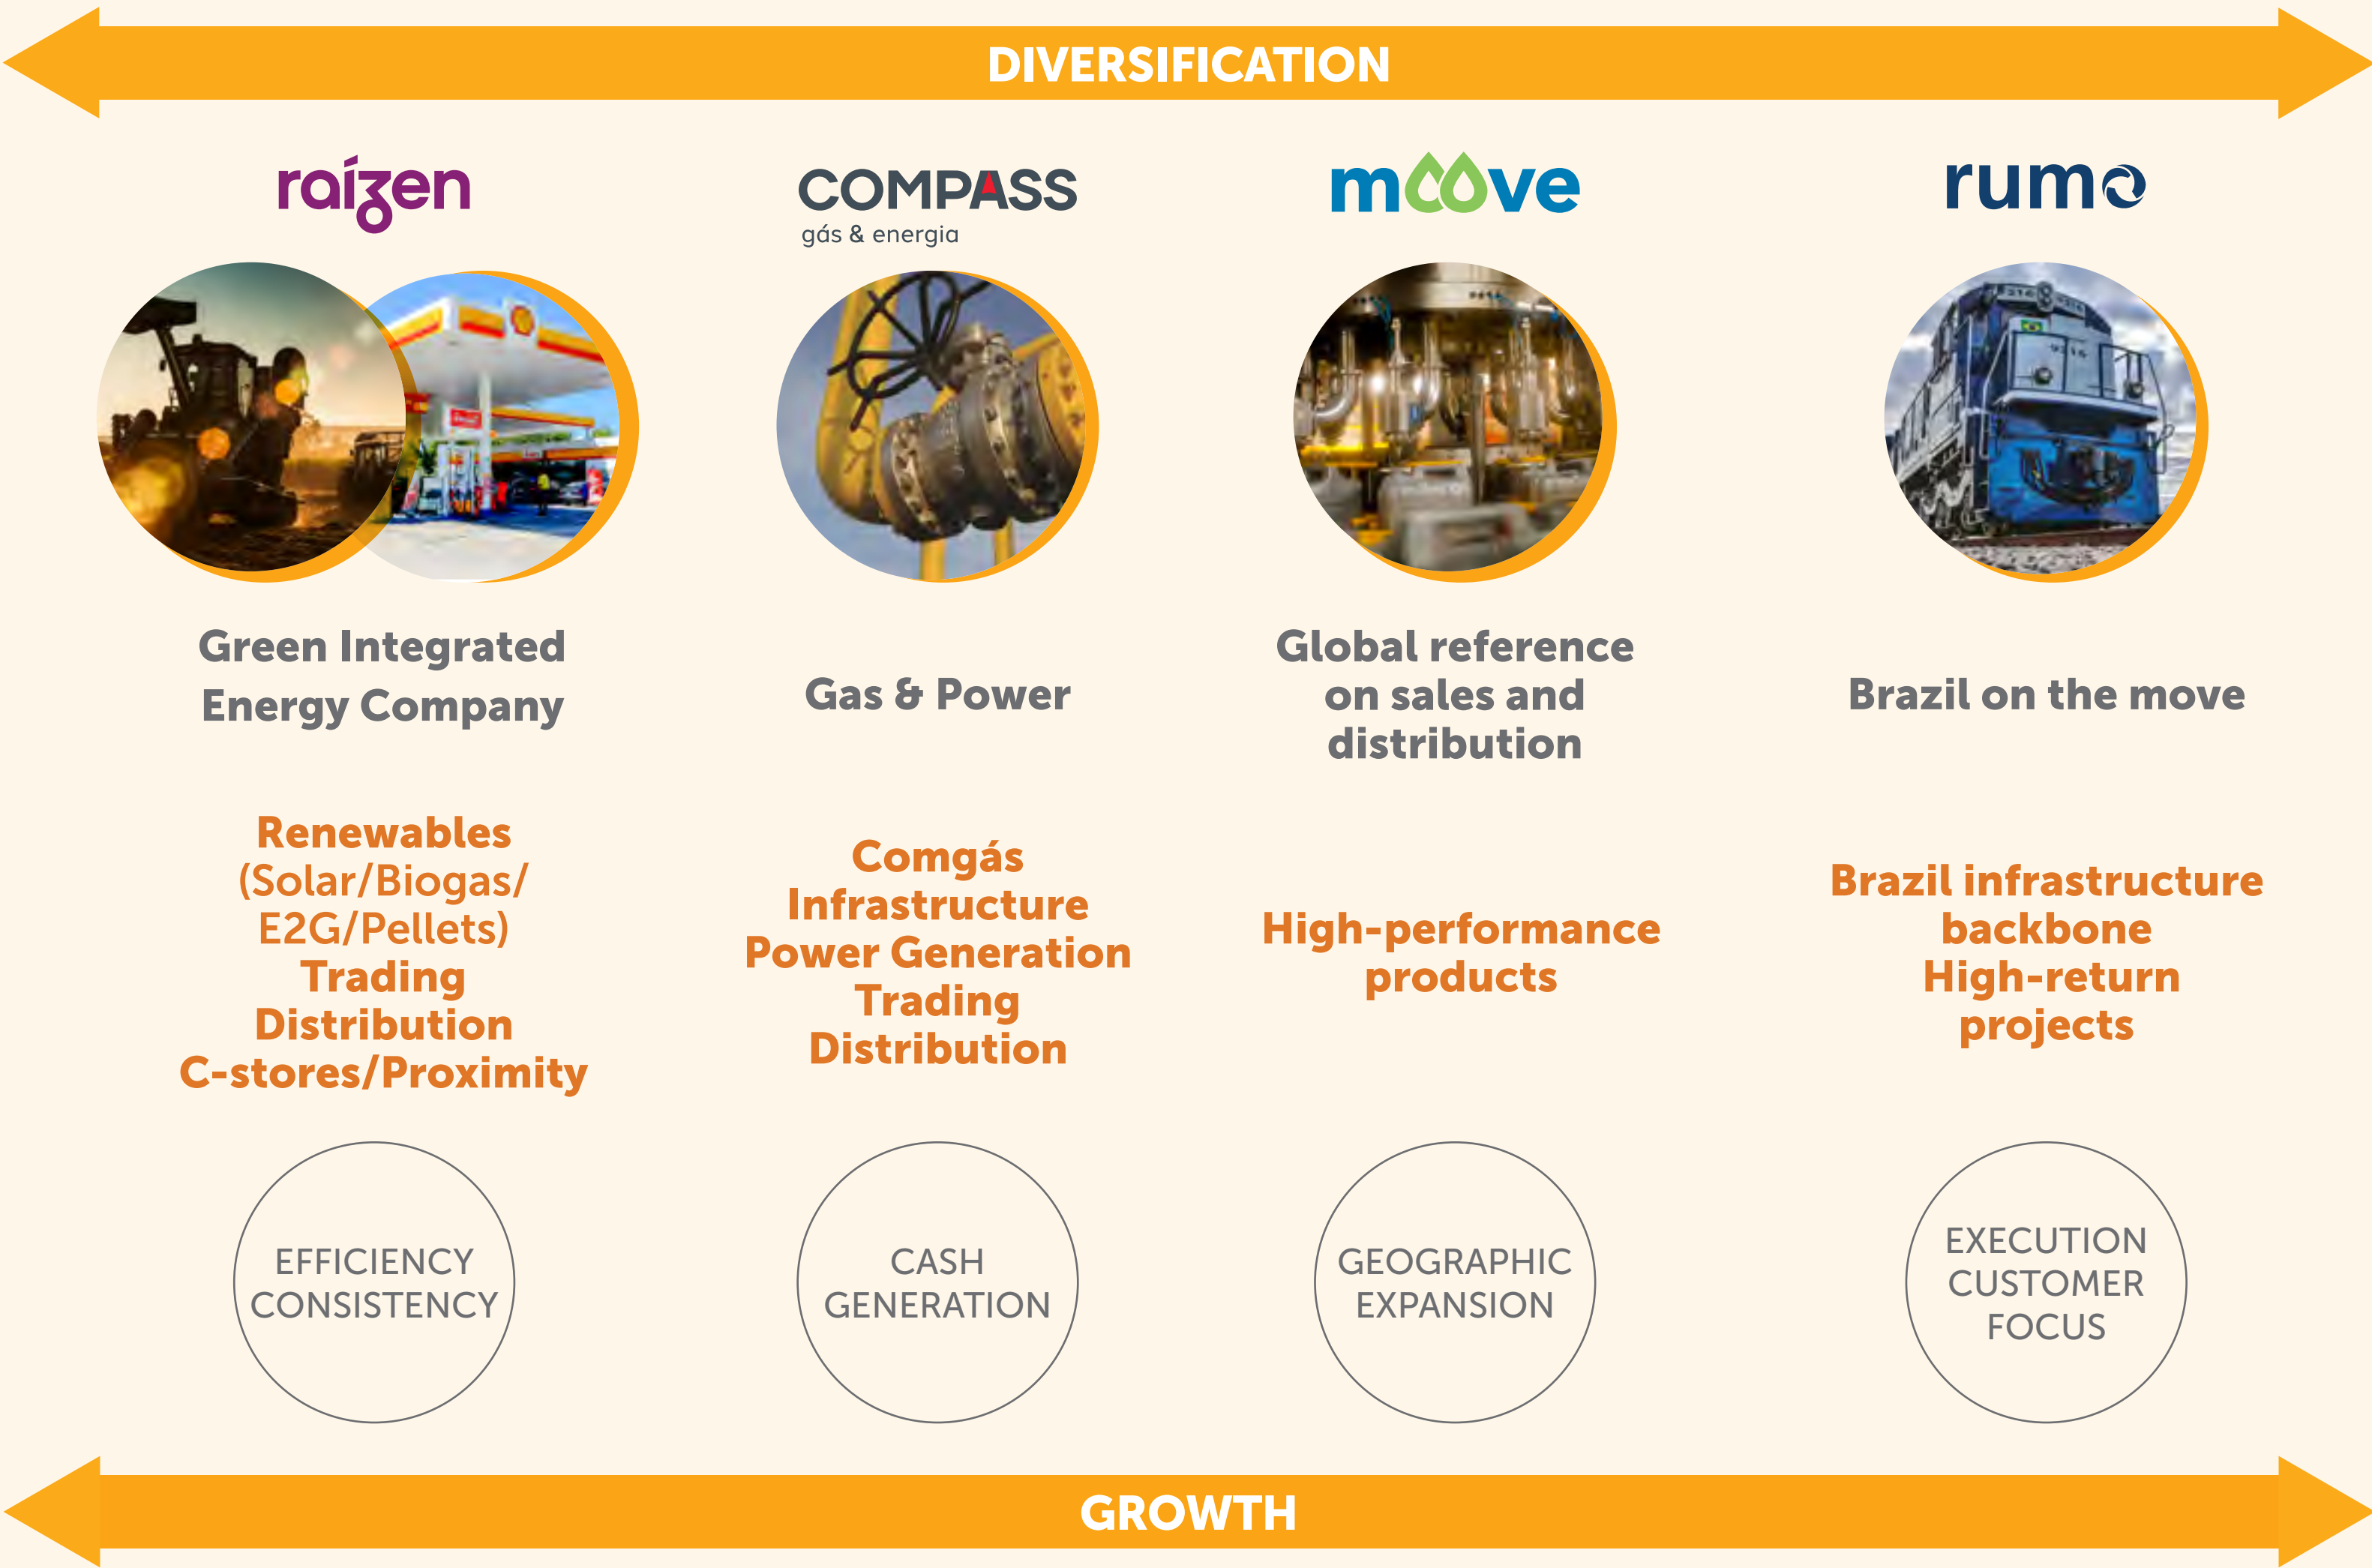 DIVERSIFICATION
raízen
COMPASS
gás & energia
moove
rumo
9316
Green Integrated
Energy Company
Gas & Power
Global reference
on sales and
distribution
Brazil on the move
Renewables
(Solar/Biogas/
E2G/Pellets)
Trading
Distribution
C-stores/Proximity
Comgás
Infrastructure
Power Generation
Trading
Distribution
High-performance
products
Brazil infrastructure
backbone
High-return
projects
EFFICIENCY
CONSISTENCY
CASH
GENERATION
GEOGRAPHIC
EXPANSION
EXECUTION
CUSTOMER
FOCUS
GROWTH